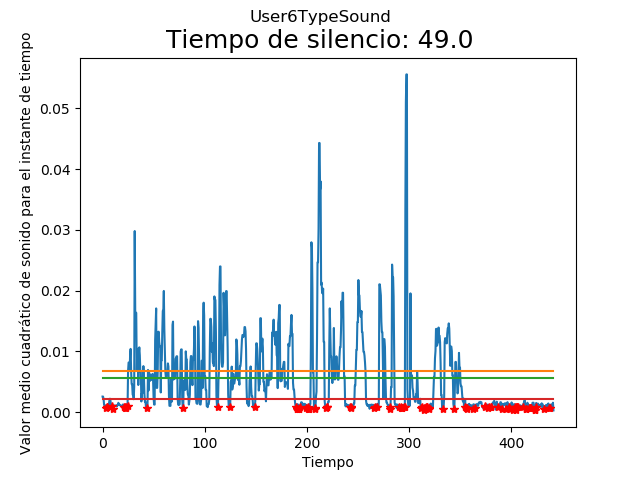 User6TypeSound
Tiempo de silencio: 49.0
Valor medio cuadrático de sonido para el instante de tiempo
0.05
0.04
0.03
0.02
0.01
0.00
0 100 200 300 400
Tiempo